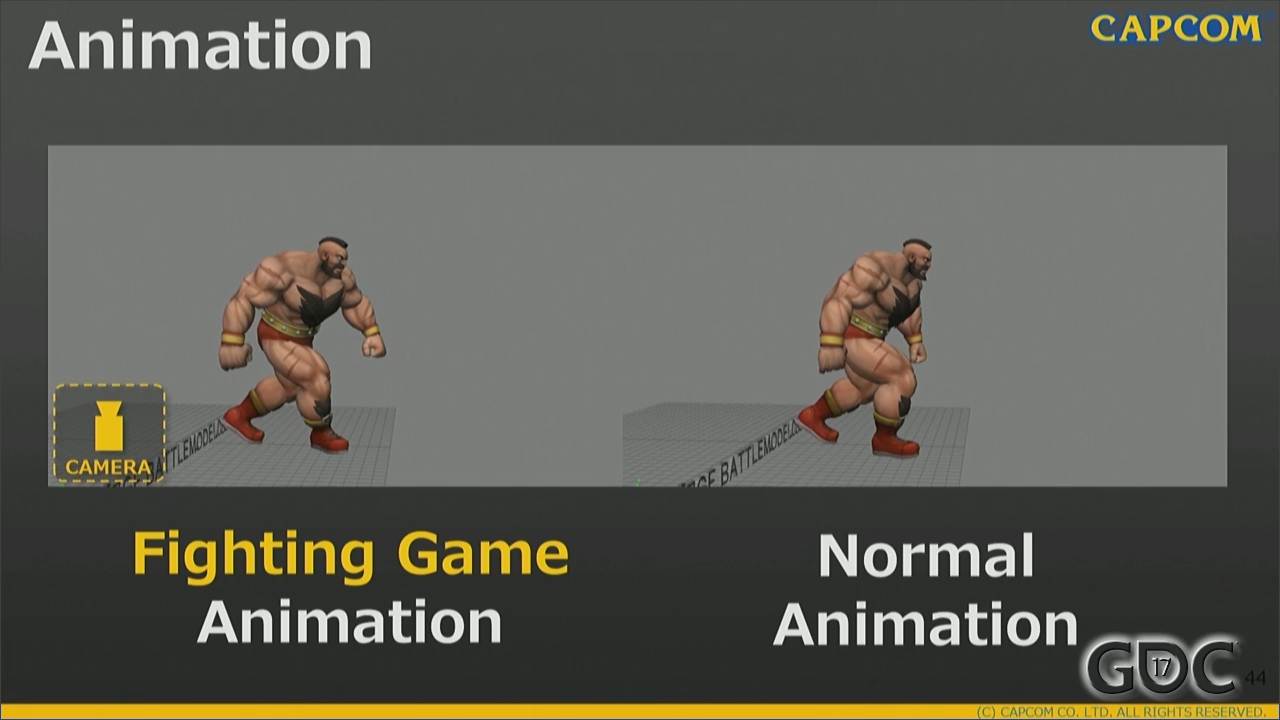 Animation
CAPCOM
CAMERA
BATTLEMODEL
BATTLEMODEL
Fighting Game
Animation
Normal
Animation
GDC
17
44
(C) CAPCOM CO. LTD. ALL RIGHTS RESERVED.